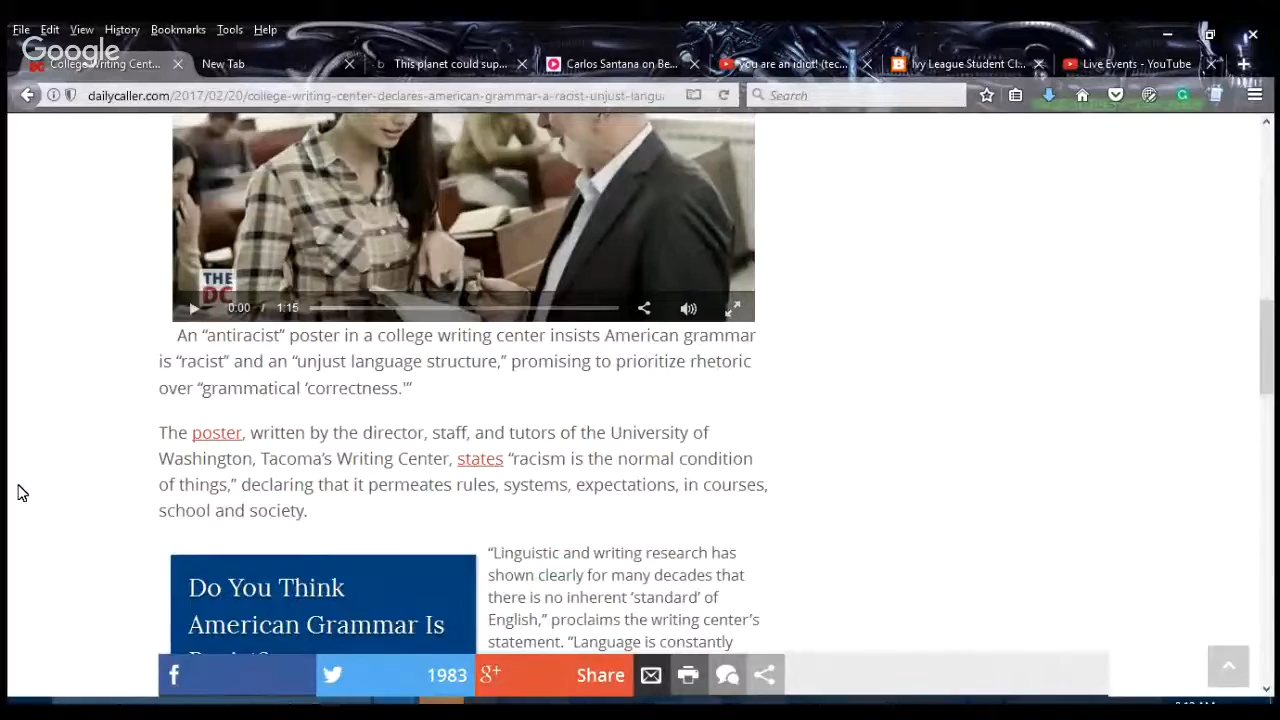 File Edit View History Bookmarks Tools Help
Google
College Writing Cent...
New Tab
This planet could sup...
Carlos Santana on Be...
you are an idiot! (tec...
Ivy League Student Cl...
Live Events - YouTube
dailycaller.com/2017/02/20/college-writing-center-declares-american-grammar-a-racist-unjust-langu
Search
THE
DC
0:00 / 1:15
An “antiracist” poster in a college writing center insists American grammar
is “racist” and an “unjust language structure,” promising to prioritize rhetoric
over “grammatical ‘correctness.'”
The poster, written by the director, staff, and tutors of the University of
Washington, Tacoma’s Writing Center, states “racism is the normal condition
of things,” declaring that it permeates rules, systems, expectations, in courses,
school and society.
Do You Think
American Grammar Is
“Linguistic and writing research has
shown clearly for many decades that
there is no inherent ‘standard’ of
English,” proclaims the writing center’s
statement. “Language is constantly
f
1983
g+ Share